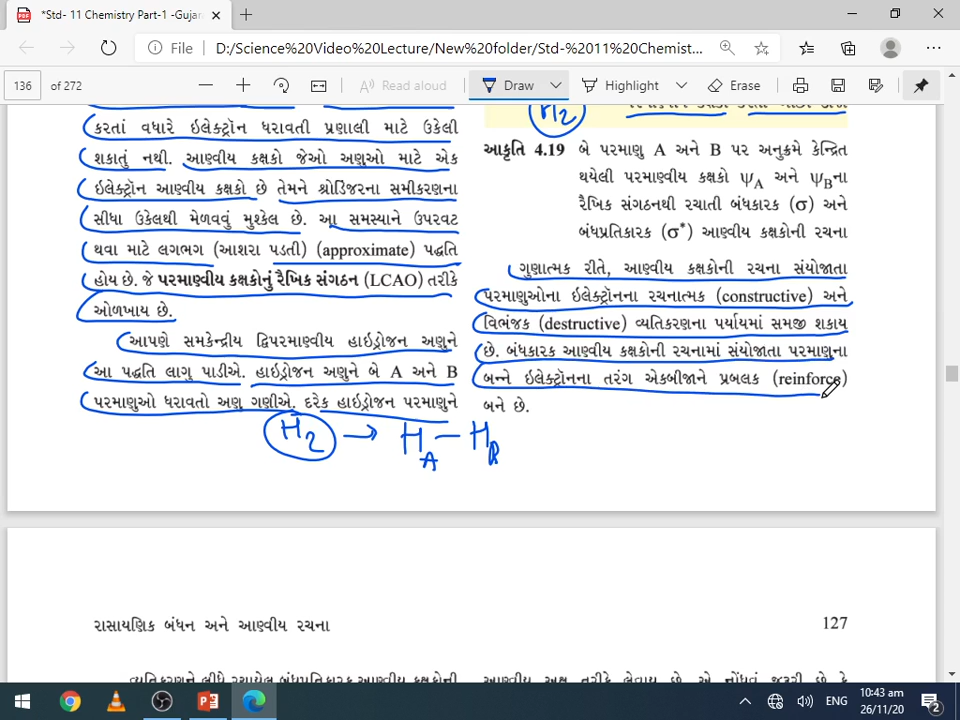 *Std- 11 Chemistry Part-1 -Gujar
File
D:/Science%20Video%20Lecture/New%20folder/Std-%2011%20Chemist...
136 of 272
Read aloud
Draw
Highlight
Erase
કરતાં વધારે ઇલેક્ટ્રૉન ધરાવતી પ્રણાલી માટે ઉકેલી
શકાતું નથી. આણ્વીય કક્ષકો જેઓ અણુઓ માટે એક
ઇલેક્ટ્રૉન આણ્વીય કક્ષકો છે તેમને શ્રોડિંજરના સમીકરણના
સીધા ઉકેલથી મેળવવું મુશ્કેલ છે. આ સમસ્યાને ઉપરવટ
થવા માટે લગભગ (આશરા પડતી) (approximate) પદ્ધતિ
હોય છે. જે પરમાણ્વીય કક્ષકોનું રૈખિક સંગઠન (LCAO) તરીકે
ઓળખાય છે.
આપણે સમકેન્દ્રીય દ્વિપરમાણ્વીય હાઇડ્રોજન અણુને
આ પદ્ધતિ લાગુ પાડીએ. હાઇડ્રોજન અણુને બે A અને B
પરમાણુઓ ધરાવતો અણુ ગણીએ. દરેક હાઇડ્રોજન પરમાણુને
H2 → HA — HB
H2
આકૃતિ 4.19 બે પરમાણુ A અને B પર અનુક્રમે કેન્દ્રિત
થયેલી પરમાણ્વીય કક્ષકો ψA અને ψBના
રૈખિક સંગઠનથી રચાતી બંધકારક (σ) અને
બંધપ્રતિકારક (σ*) આણ્વીય કક્ષકોની રચના
ગુણાત્મક રીતે, આણ્વીય કક્ષકોની રચના સંયોજાતા
પરમાણુઓના ઇલેક્ટ્રૉનના રચનાત્મક (constructive) અને
વિભંજક (destructive) વ્યતિકરણના પર્યાયમાં સમજી શકાય
છે. બંધકારક આણ્વીય કક્ષકોની રચનામાં સંયોજાતા પરમાણુના
બન્ને ઇલેક્ટ્રૉનના તરંગ એકબીજાને પ્રબલક (reinforce)
બને છે.
રાસાયણિક બંધન અને આણ્વીય રચના
127
ENG
10:43 am
26/11/20
2